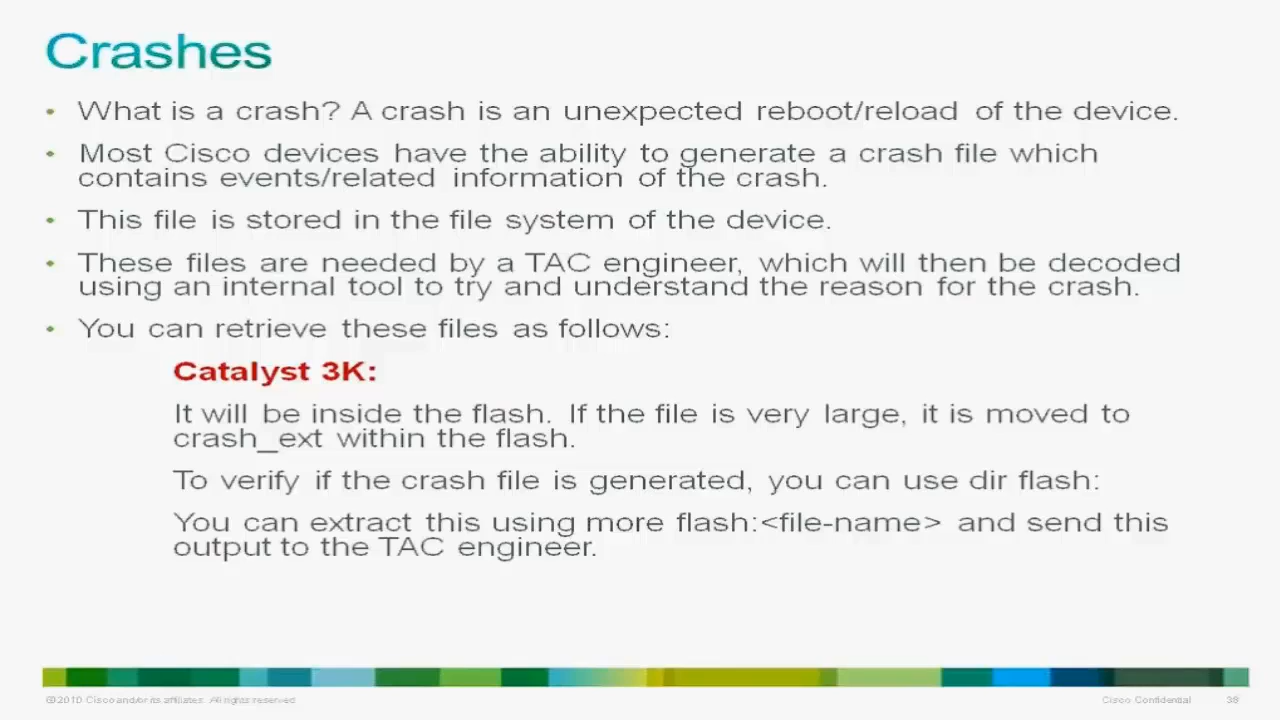 Crashes
• What is a crash? A crash is an unexpected reboot/reload of the device.
• Most Cisco devices have the ability to generate a crash file which
contains events/related information of the crash.
• This file is stored in the file system of the device.
• These files are needed by a TAC engineer, which will then be decoded
using an internal tool to try and understand the reason for the crash.
• You can retrieve these files as follows:
Catalyst 3K:
It will be inside the flash. If the file is very large, it is moved to
crash_ext within the flash.
To verify if the crash file is generated, you can use dir flash:
You can extract this using more flash:<file-name> and send this
output to the TAC engineer.
©2010 Cisco and/or its affiliates. All rights reserved.
Cisco Confidential
38